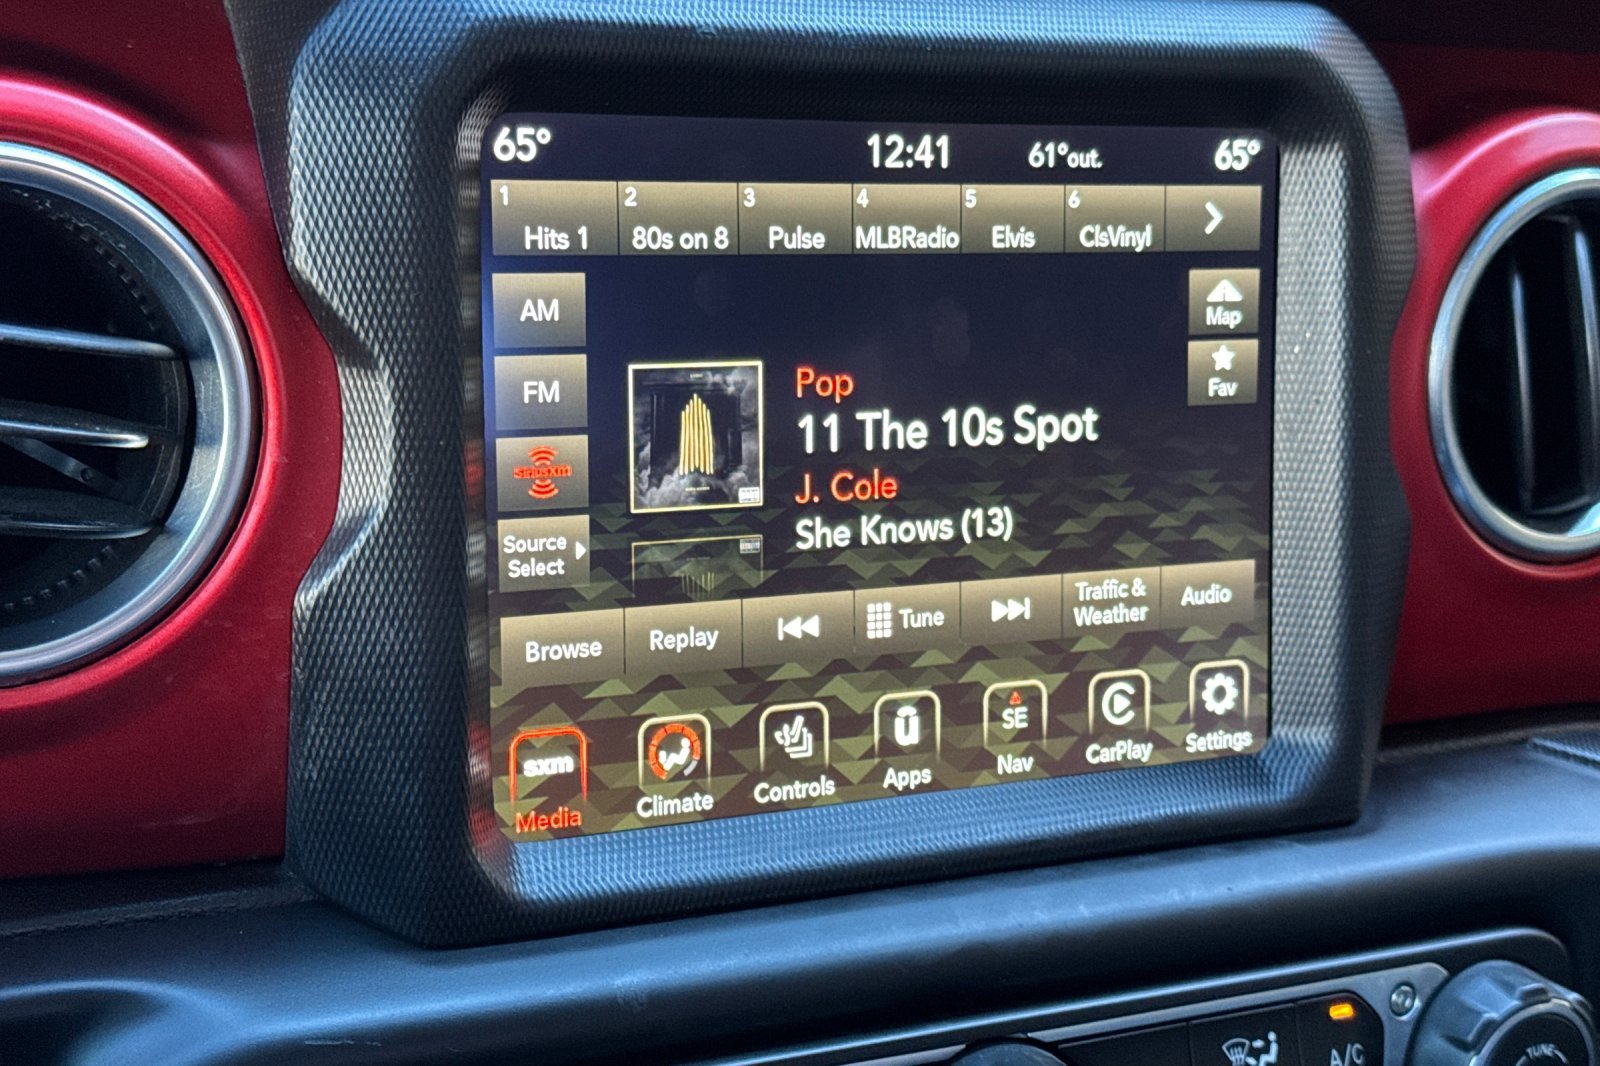 65° 12:41 61°out. 65°
1 Hits 1 2 80s on 8 3 Pulse 4 MLBRadio 5 Elvis 6 ClsVinyl
AM
Map
FM
Fav
Pop
11 The 10s Spot
siriusxm
J. Cole
She Knows (13)
Source
Select
Browse
Replay
Tune
Traffic &
Weather
Audio
sxm
Media
Climate
Controls
Apps
SE
Nav
CarPlay
Settings
A/C
TUNE